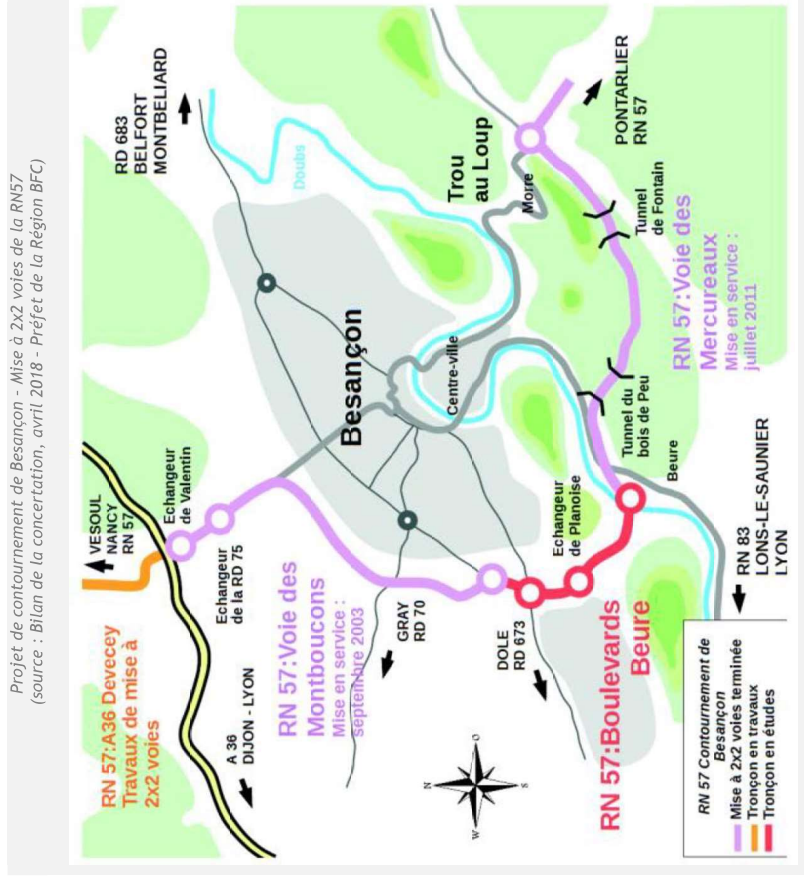 Projet de contournement de Besançon - Mise à 2x2 voies de la RN57
(source : Bilan de la concertation, avril 2018 - Préfet de la Région BFC)
RN 57:A36 Devecey
Travaux de mise à
2x2 voies
VESOUL
NANCY
RN 57
Echangeur
de Valentin
Echangeur
de la RD 75
A 36
DIJON - LYON
RD 683
BELFORT
MONTBELIARD
Doubs
RN 57:Voie des
Montboucons
Mise en service :
septembre 2003
Besançon
Centre-ville
Trou
au Loup
Morre
GRAY
RD 70
DOLE
RD 673
Echangeur
de Planoise
PONTARLIER
RN 57
Tunnel
de Fontain
RN 57:Voie des
Mercureaux
Mise en service :
juillet 2011
Tunnel du
bois de Peu
Beure
RN 57:Boulevards
Beure
RN 83
LONS-LE-SAUNIER
LYON
N
O
S
W
RN 57 Contournement de
Besançon
Mise à 2x2 voies terminée
Tronçon en travaux
Tronçon en études